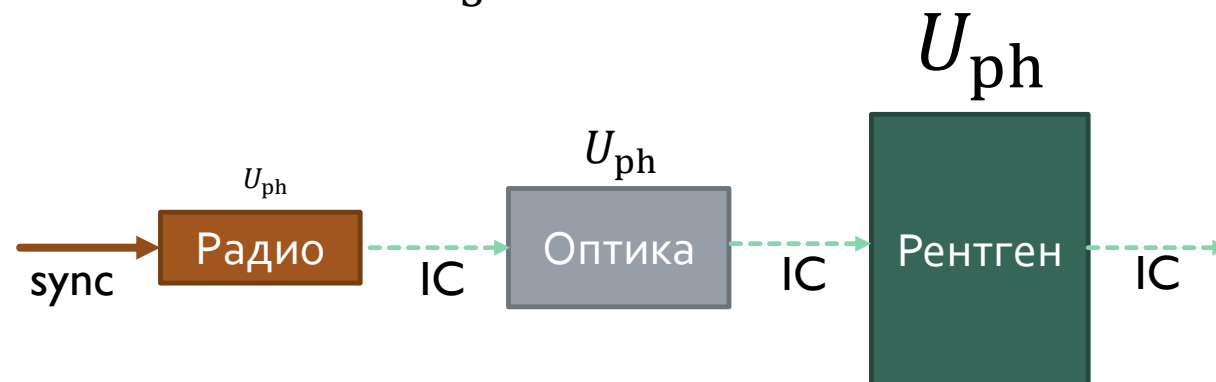 U_ph
U_ph
U_ph
Радио
Оптика
Рентген
sync
IC
IC
IC